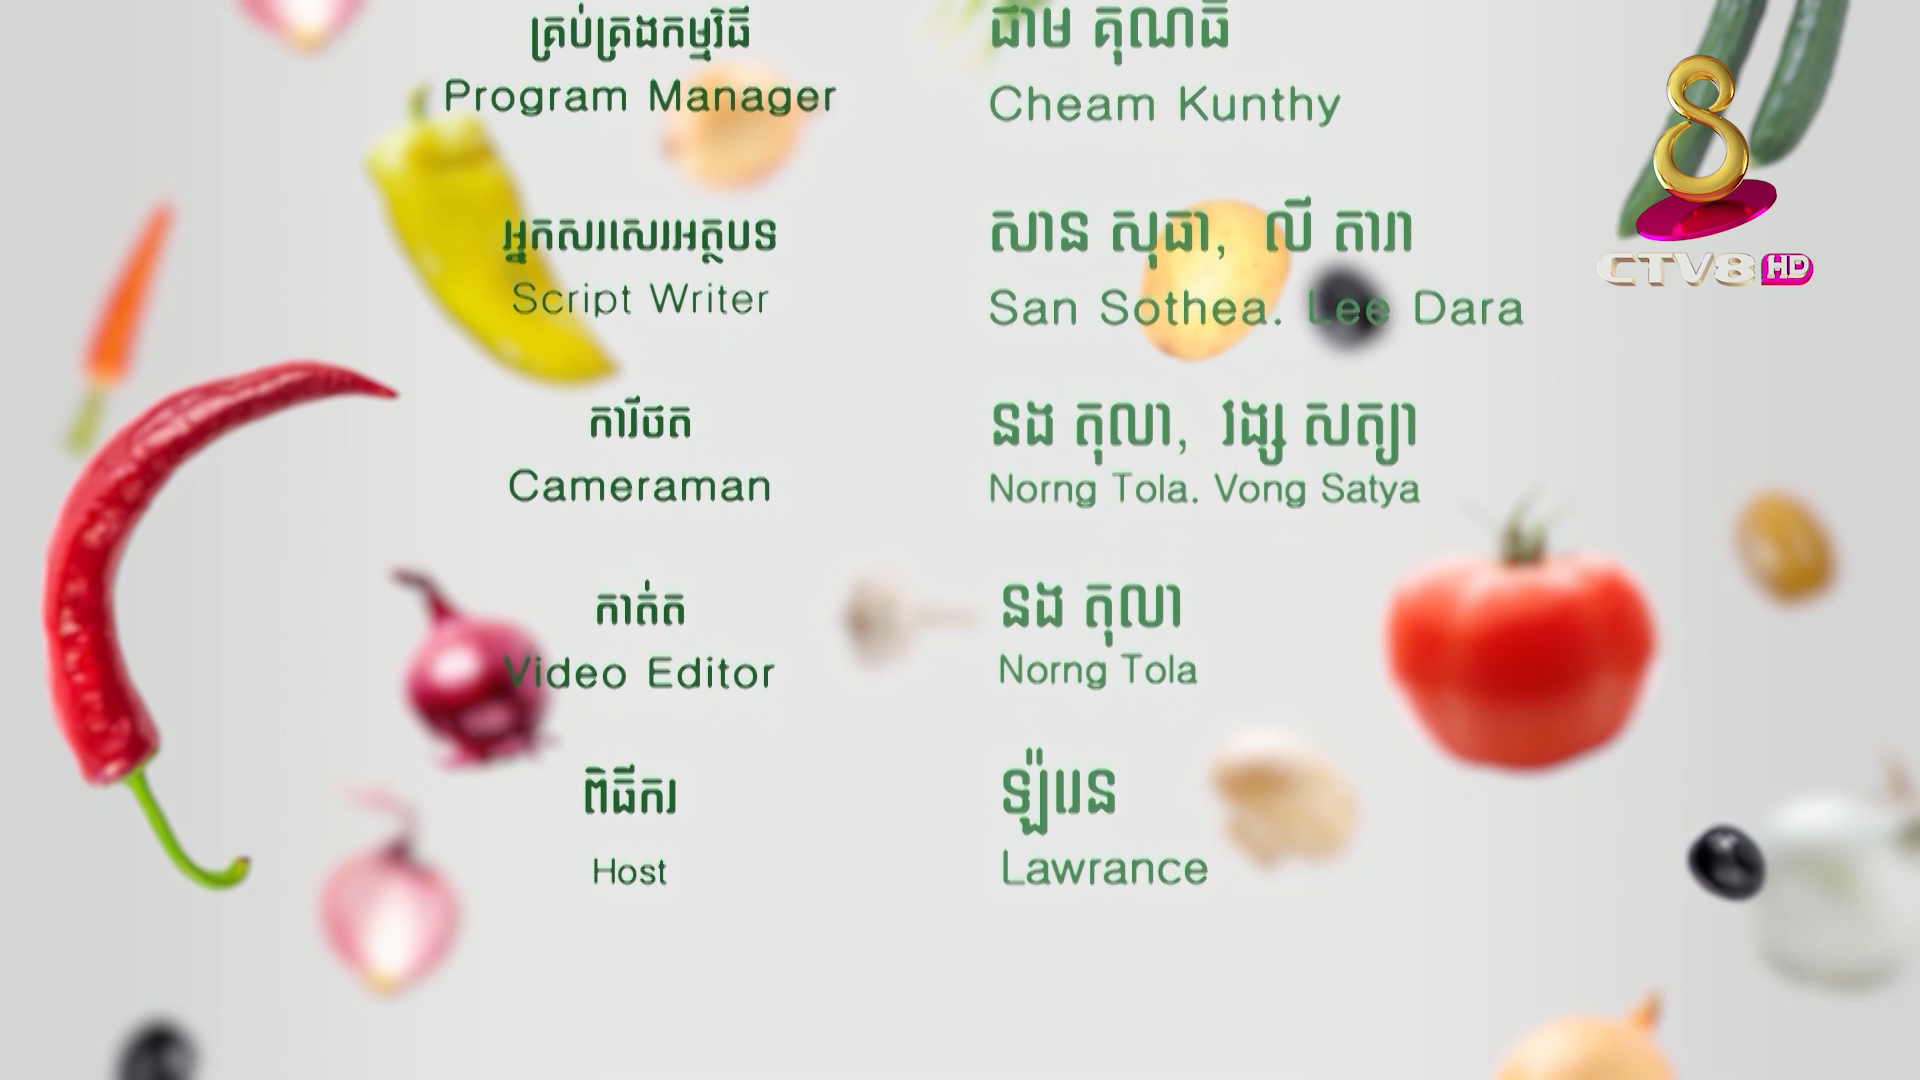 គ្រប់គ្រងកម្មវិធី
ជាម គុណធី
Program Manager
Cheam Kunthy
អ្នកសរសេរអត្ថបទ
សាន សុធា, លី តារា
Script Writer
San Sothea. Lee Dara
ការីថត
នង តុលា, វង្ស សត្យា
Cameraman
Norng Tola. Vong Satya
កាត់ត
នង តុលា
Video Editor
Norng Tola
ពិធីករ
ឡ៉រេន
Host
Lawrance
8
CTV8 HD